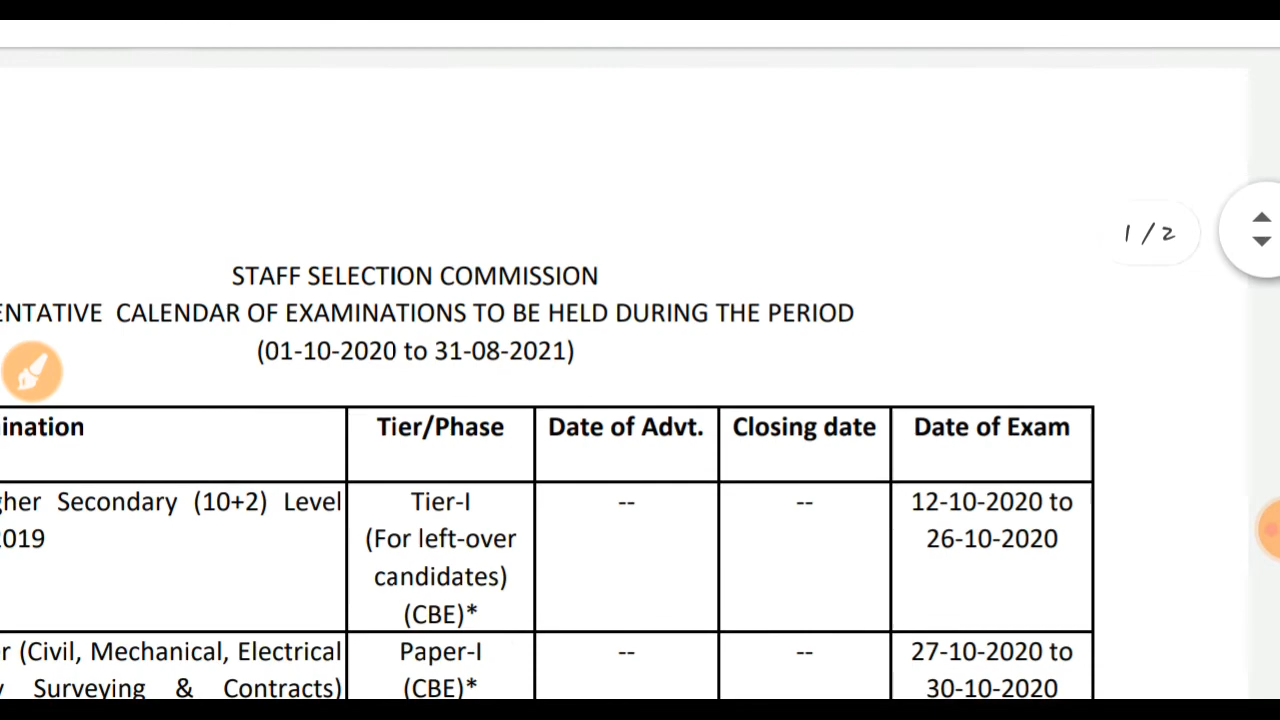 1/2
STAFF SELECTION COMMISSION
ENTATIVE CALENDAR OF EXAMINATIONS TO BE HELD DURING THE PERIOD
(01-10-2020 to 31-08-2021)
ination Tier/Phase Date of Advt. Closing date Date of Exam
gher Secondary (10+2) Level Tier-I -- -- 12-10-2020 to
2019 (For left-over 26-10-2020
candidates)
(CBE)*
r (Civil, Mechanical, Electrical Paper-I -- -- 27-10-2020 to
y Surveying & Contracts) (CBE)* 30-10-2020